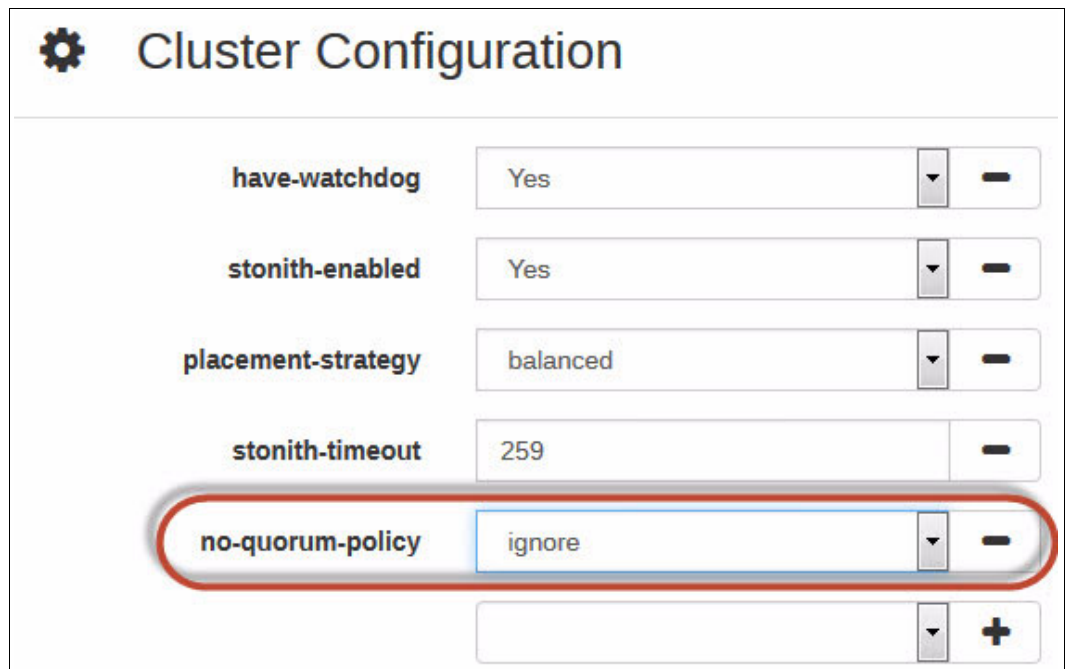 Cluster Configuration
have-watchdog Yes
stonith-enabled Yes
placement-strategy balanced
stonith-timeout 259
no-quorum-policy ignore